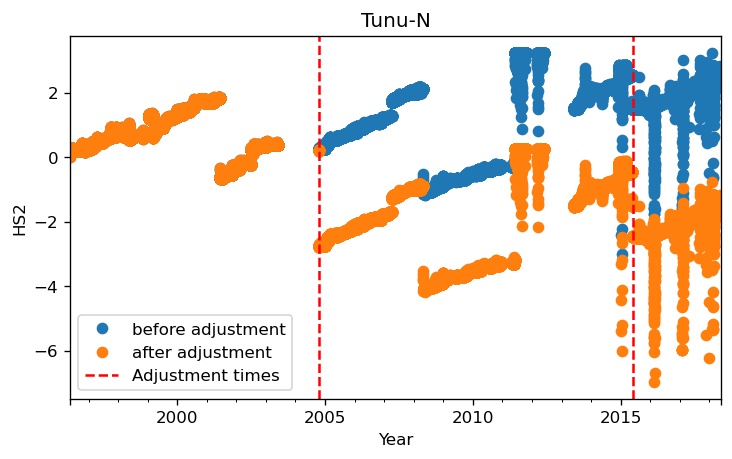 Tunu-N
HS2
2
0
−2
−4
−6
before adjustment
after adjustment
Adjustment times
2000
2005
2010
2015
Year